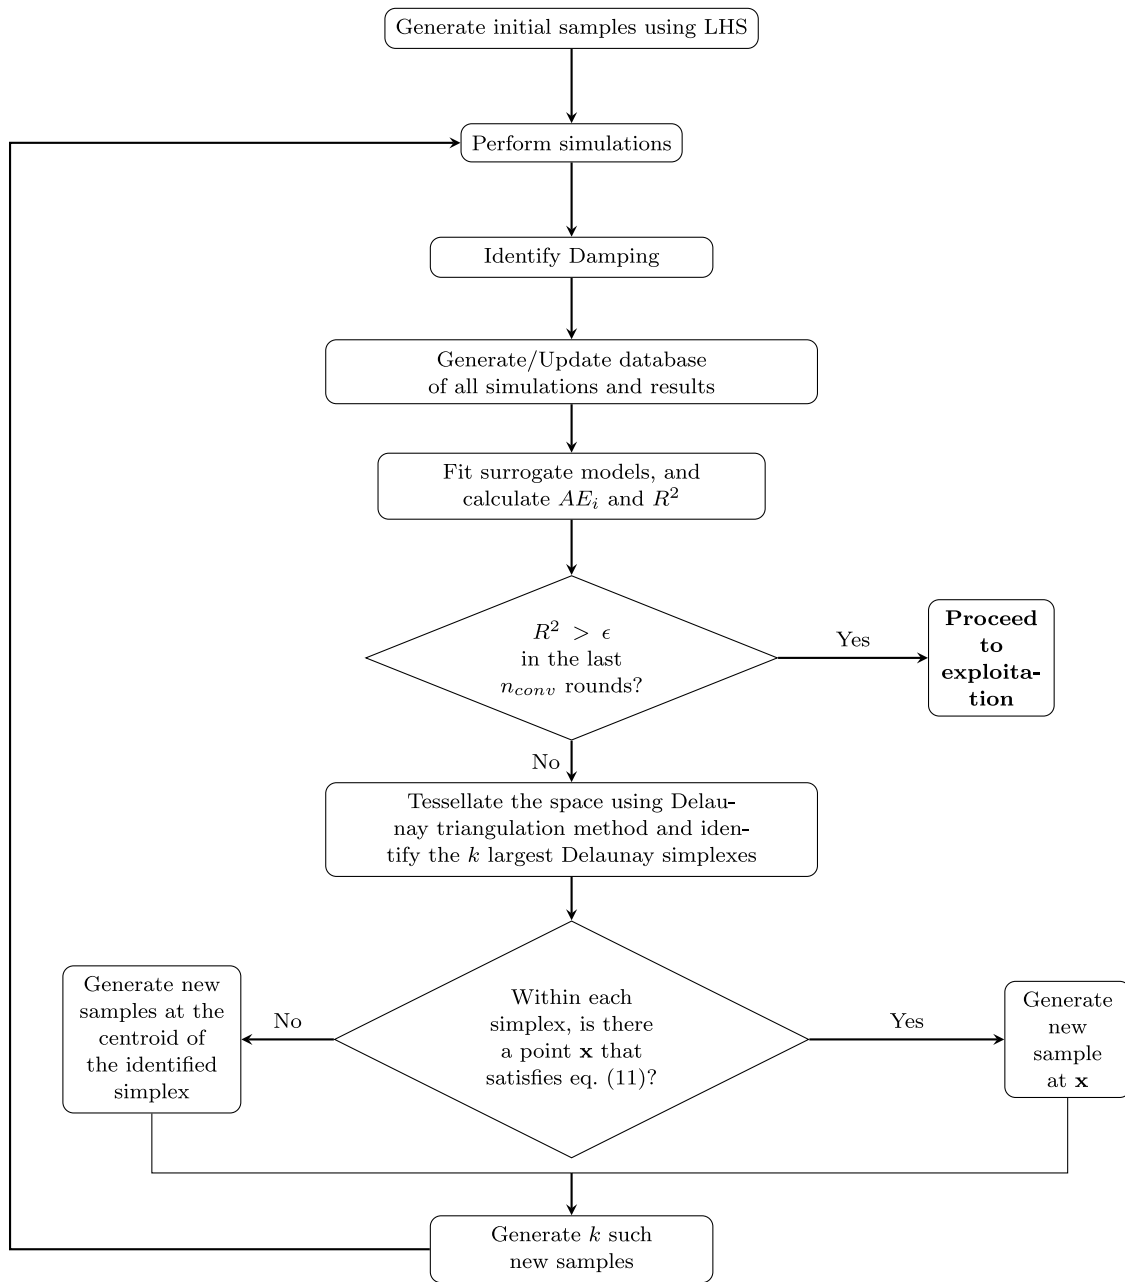 Generate initial samples using LHS
Perform simulations
Identify Damping
Generate/Update database
of all simulations and results
Fit surrogate models, and
calculate AE_i and R^2
R^2 > ϵ
in the last
n_{conv} rounds?
Yes
Proceed
to
exploita-
tion
No
Tessellate the space using Delau-
nay triangulation method and iden-
tify the k largest Delaunay simplexes
Within each
simplex, is there
a point x that
satisfies eq. (11)?
No
Generate new
samples at the
centroid of
the identified
simplex
Yes
Generate
new
sample
at x
Generate k such
new samples